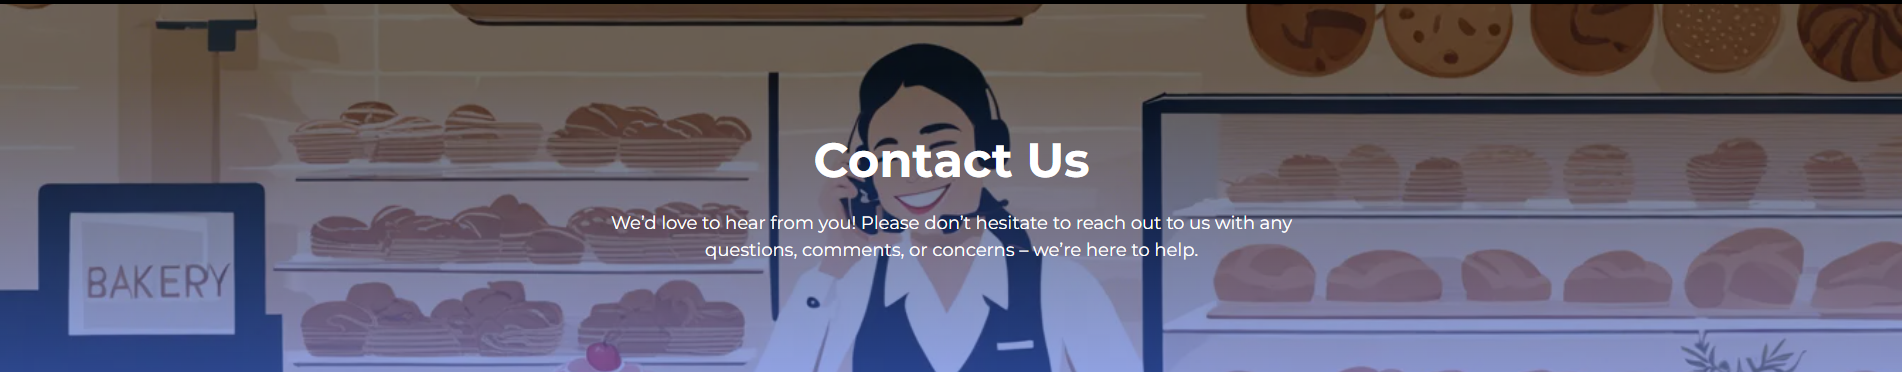 Contact Us
We’d love to hear from you! Please don’t hesitate to reach out to us with any
questions, comments, or concerns – we’re here to help.
BAKERY